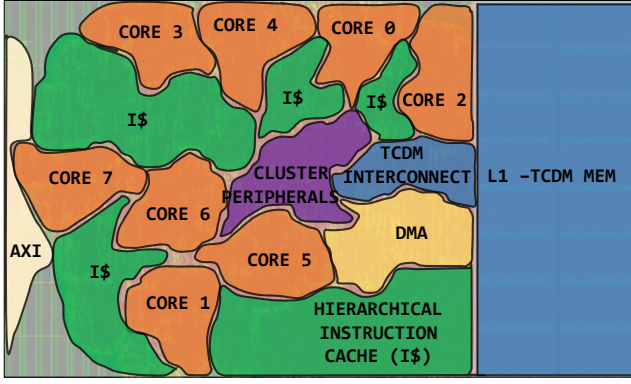 CORE 3
CORE 4
CORE 0
CORE 2
I$
I$
I$
CORE 7
CLUSTER
PERIPHERALS
TCDM
INTERCONNECT
L1 –TCDM MEM
CORE 6
AXI
I$
CORE 5
DMA
CORE 1
HIERARCHICAL
INSTRUCTION
CACHE (I$)